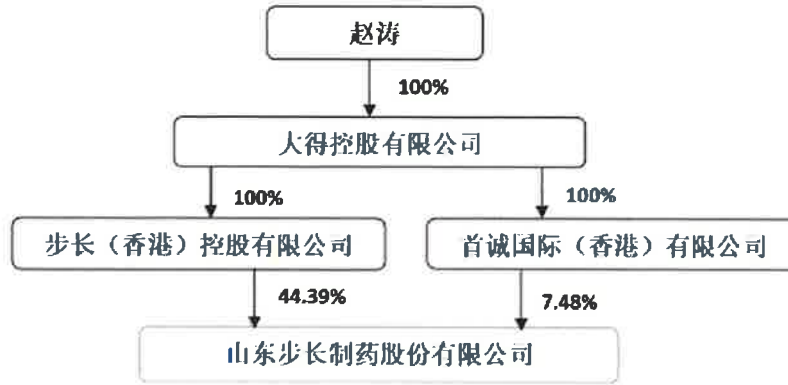 赵涛
100%
大得控股有限公司
100%
100%
步长（香港）控股有限公司
首诚国际（香港）有限公司
44.39%
7.48%
山东步长制药股份有限公司